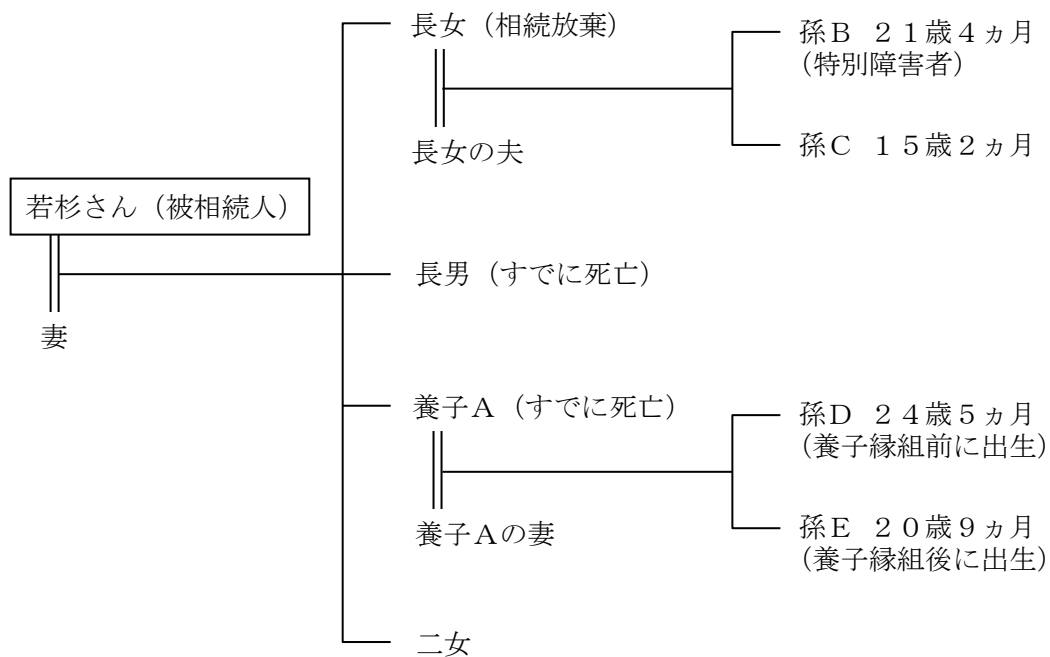 長女（相続放棄）
孫Ｂ ２１歳４ヵ月
（特別障害者）
長女の夫
孫Ｃ １５歳２ヵ月
若杉さん（被相続人）
妻
長男（すでに死亡）
養子Ａ（すでに死亡）
孫Ｄ ２４歳５ヵ月
（養子縁組前に出生）
養子Ａの妻
孫Ｅ ２０歳９ヵ月
（養子縁組後に出生）
二女